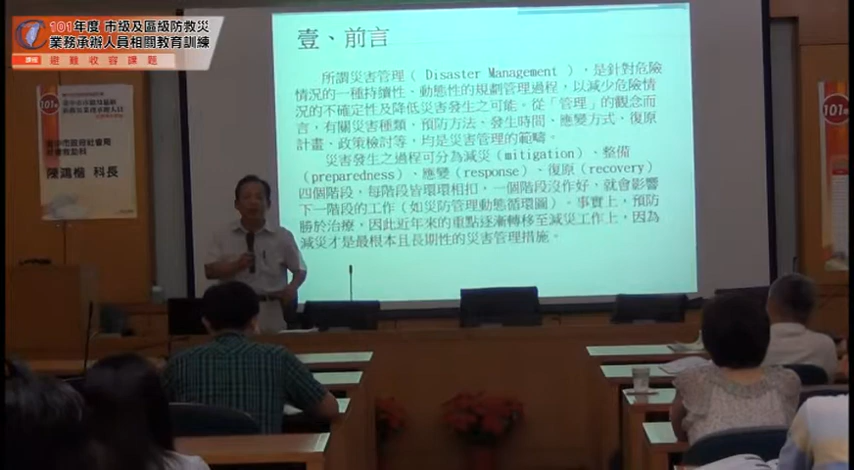 101年度 市級及區級防救災
業務承辦人員相關教育訓練
課程 避難收容課題
101年
陳鴻楷 科長
壹、前言
所謂災害管理( Disaster Management ),是針對危險
情況的一種持續性、動態性的規劃管理過程,以減少危險情
況的不確定性及降低災害發生之可能。從「管理」的觀念而
言,有關災害種類、預防方法、發生時間、應變方式,復原
計畫、政策檢討等,均是災害管理的範疇。
災害發生之過程可分為減災(mitigation)、整備
(preparedness)、應變(response)、復原(recovery)
四個階段,每階段皆環環相扣,一個階段沒作好,就會影響
下一階段的工作(如災防管理動態循環圖)。事實上,預防
勝於治療,因此近年來的重點逐漸轉移至減災工作上,因為
減災才是最根本且長期性的災害管理措施。
101